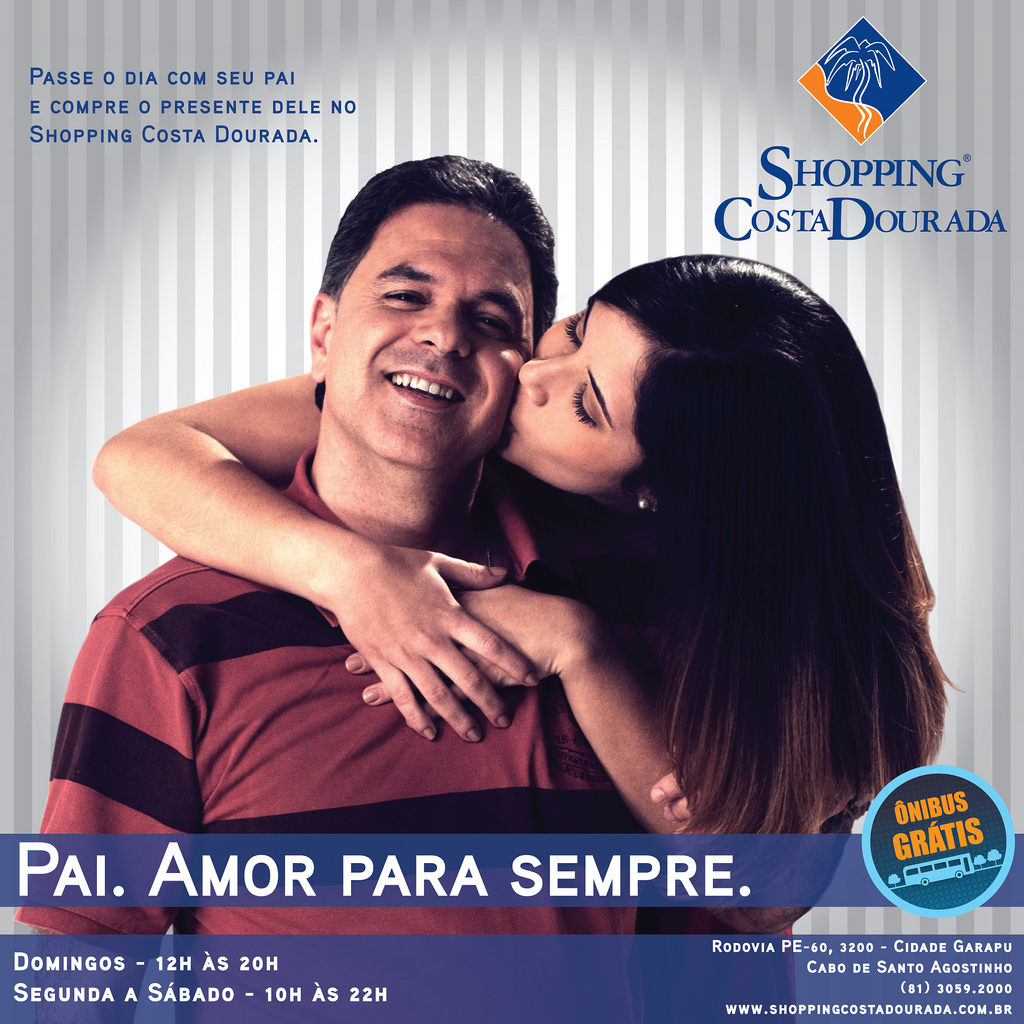 Passe o dia com seu pai
e compre o presente dele no
Shopping Costa Dourada.
Shopping®
Costa Dourada
Ônibus
Grátis
Pai. Amor para sempre.
Domingos - 12h às 20h
Segunda a Sábado - 10h às 22h
Rodovia PE-60, 3200 - Cidade Garapu
Cabo de Santo Agostinho
(81) 3059.2000
www.shoppingcostadourada.com.br